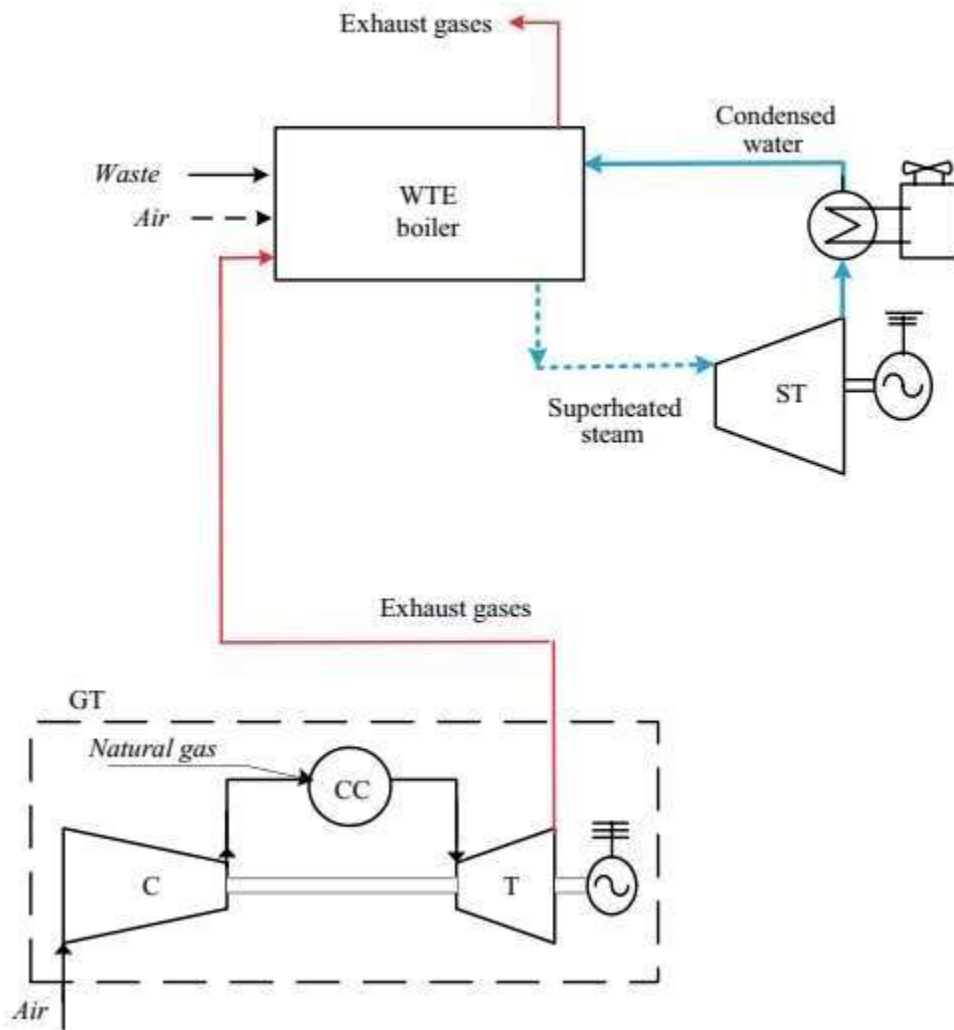 Exhaust gases
Condensed
water
Waste
WTE
Air
boiler
ST
Superheated
steam
Exhaust gases
GT
Natural gas
CC
C
T
Air